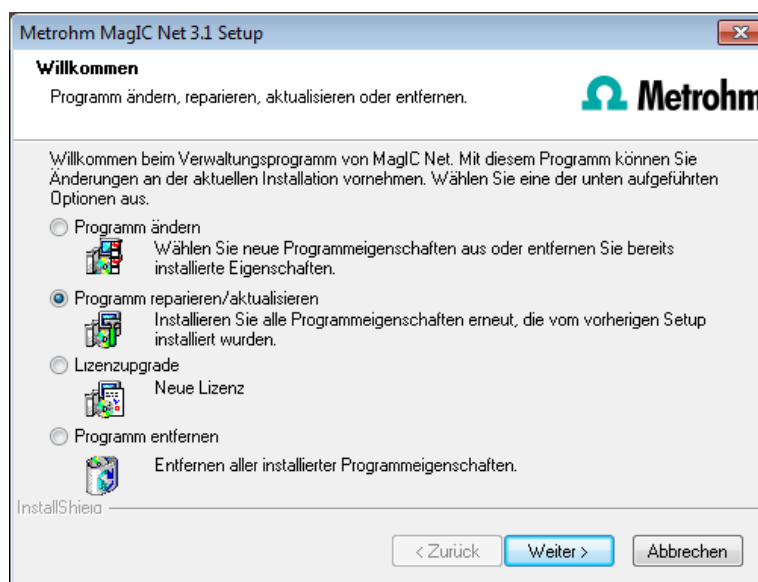 Metrohm MagIC Net 3.1 Setup
Willkommen
Programm ändern, reparieren, aktualisieren oder entfernen.
Metrohm
Willkommen beim Verwaltungsprogramm von MagIC Net. Mit diesem Programm können Sie
Änderungen an der aktuellen Installation vornehmen. Wählen Sie eine der unten aufgeführten
Optionen aus.
Programm ändern
Wählen Sie neue Programmeigenschaften aus oder entfernen Sie bereits
installierte Eigenschaften.
Programm reparieren/aktualisieren
Installieren Sie alle Programmeigenschaften erneut, die vom vorherigen Setup
installiert wurden.
Lizenzupgrade
Neue Lizenz
Programm entfernen
Entfernen aller installierter Programmeigenschaften.
InstallShield
< Zurück
Weiter >
Abbrechen